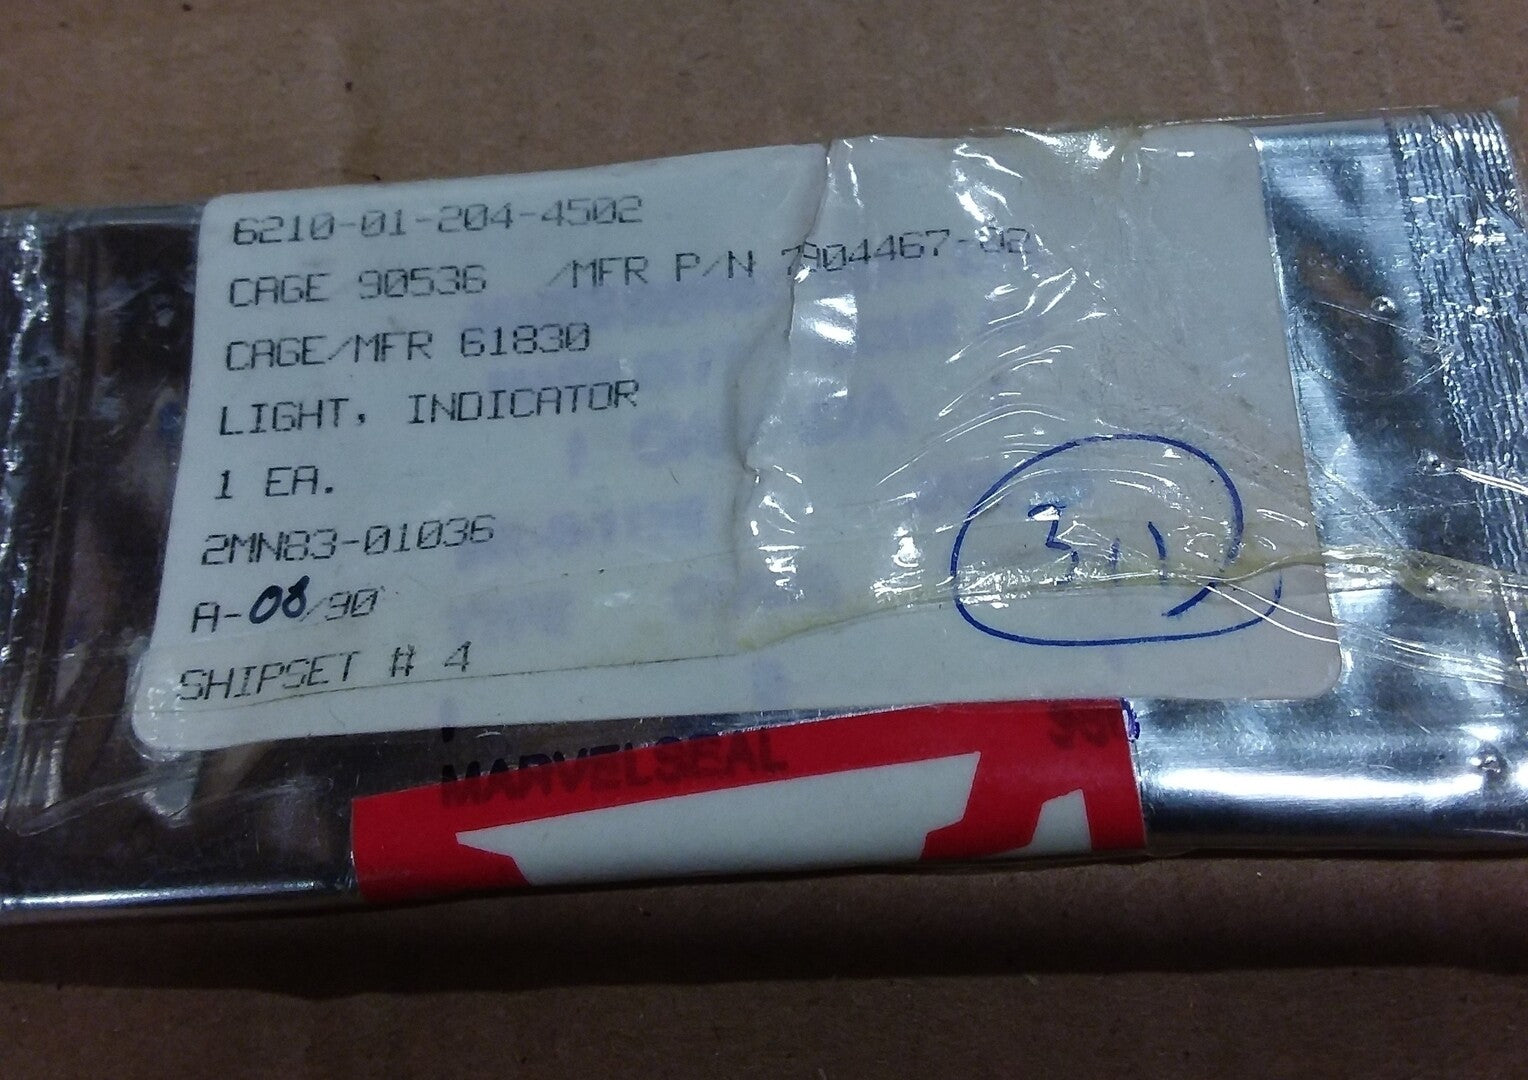 6210-01-204-4502
CAGE 90536 /MFR P/N 7904467-02
CAGE/MFR 61830
LIGHT, INDICATOR
1 EA.
2MN83-01036
A-08/90
SHIPSET # 4
MARVELSEAL